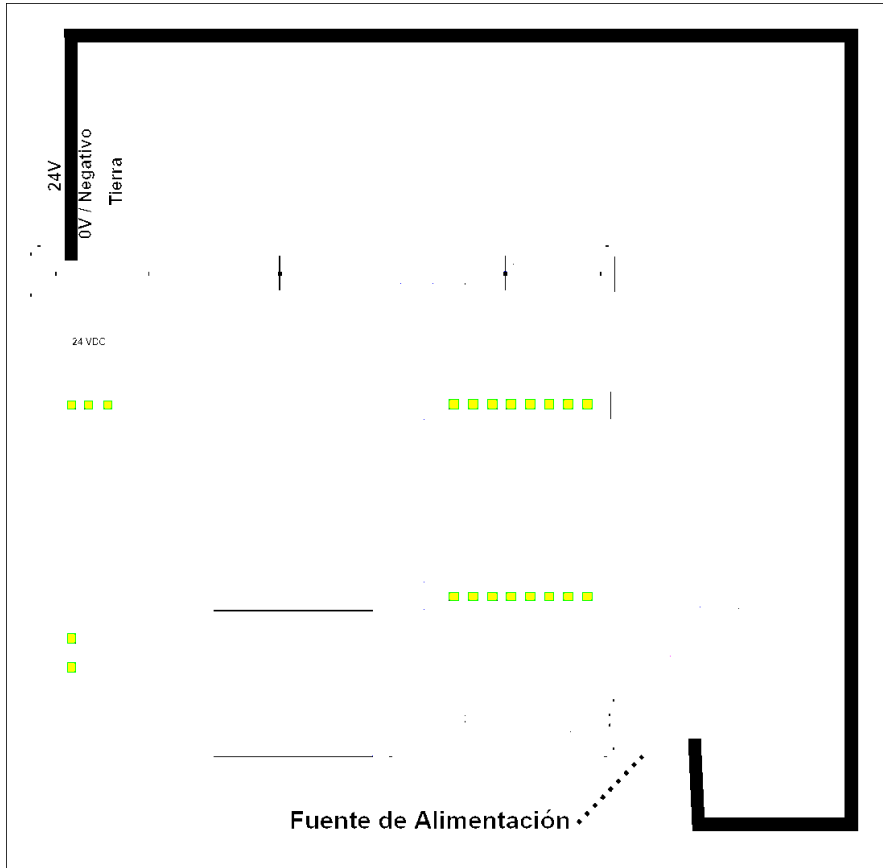 24V
0V / Negativo
Tierra
24 VDC
Fuente de Alimentación